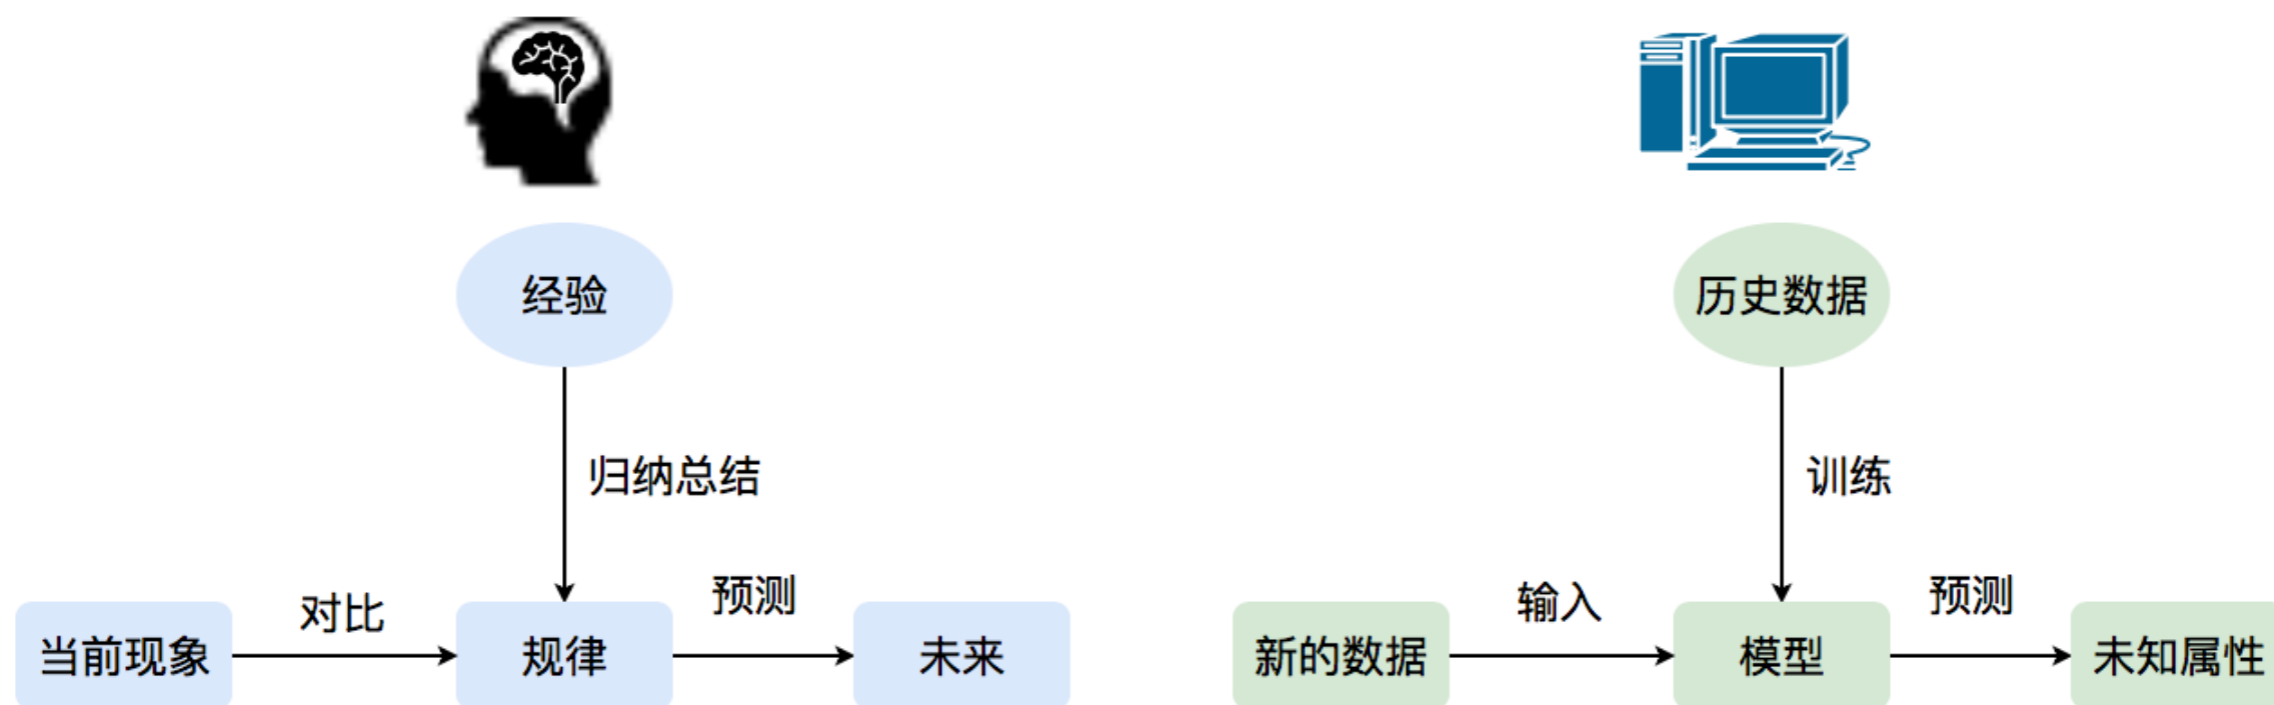 经验
归纳总结
当前现象
对比
规律
预测
未来
历史数据
训练
新的数据
输入
模型
预测
未知属性